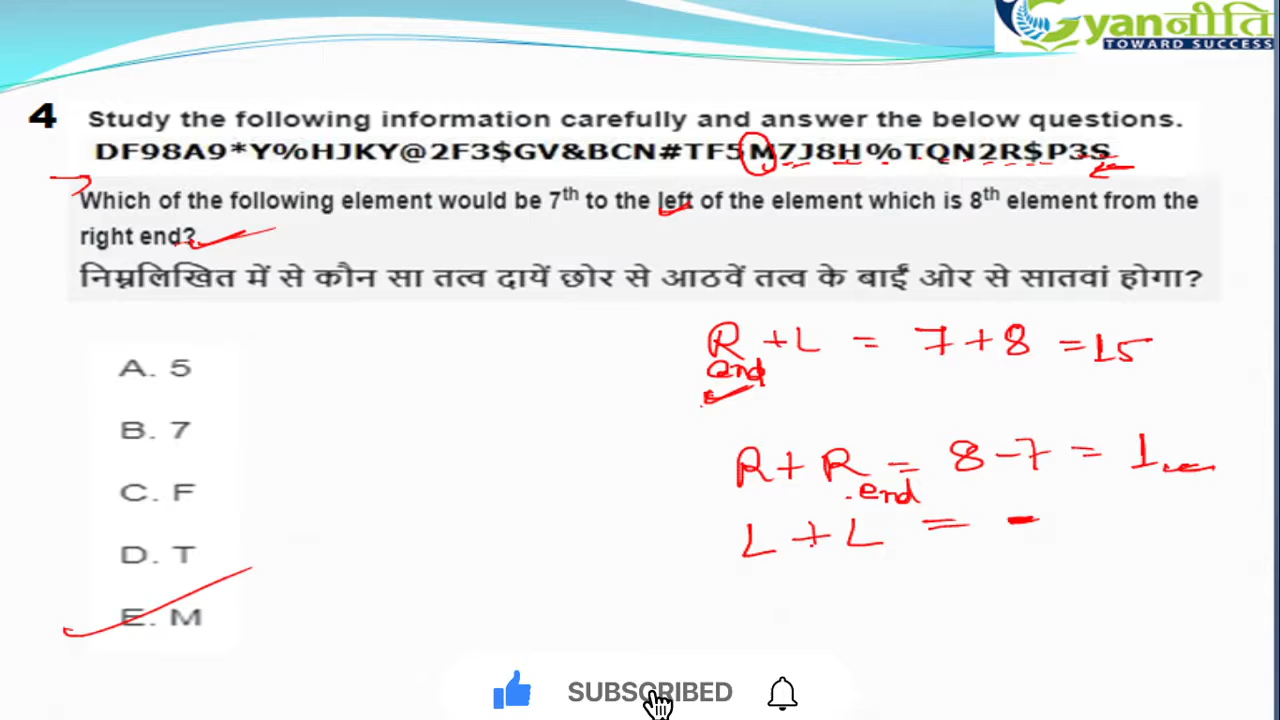 Gyanनीति
TOWARD SUCCESS
4 Study the following information carefully and answer the below questions.
DF98A9*Y%HJKY@2F3$GV&BCN#TF5M7J8H%TQN2R$P3S
Which of the following element would be 7th to the left of the element which is 8th element from the
right end?
निम्नलिखित में से कौन सा तत्व दायें छोर से आठवें तत्व के बाईं ओर से सातवां होगा?
R + L = 7 + 8 = 15
end
A. 5
B. 7
C. F
D. T
E. M
R + R = 8 - 7 = 1
end
L + L = -
SUBSCRIBED